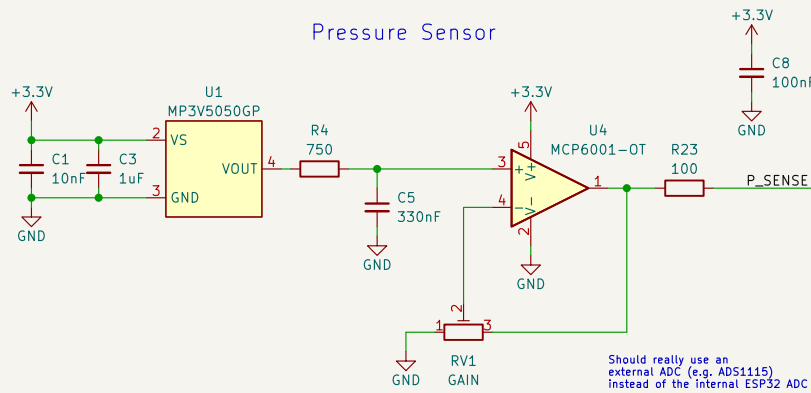 Pressure Sensor
+3.3V
C8
100nF
GND
+3.3V
C1
10nF
C3
1uF
GND
U1
MP3V5050GP
2
VS
VOUT
4
3
GND
R4
750
C5
330nF
GND
+3.3V
U4
MCP6001-OT
5
V+
3
+
1
4
-
V-
2
GND
R23
100
P_SENSE
2
1
3
RV1
GAIN
GND
Should really use an
external ADC (e.g. ADS1115)
instead of the internal ESP32 ADC